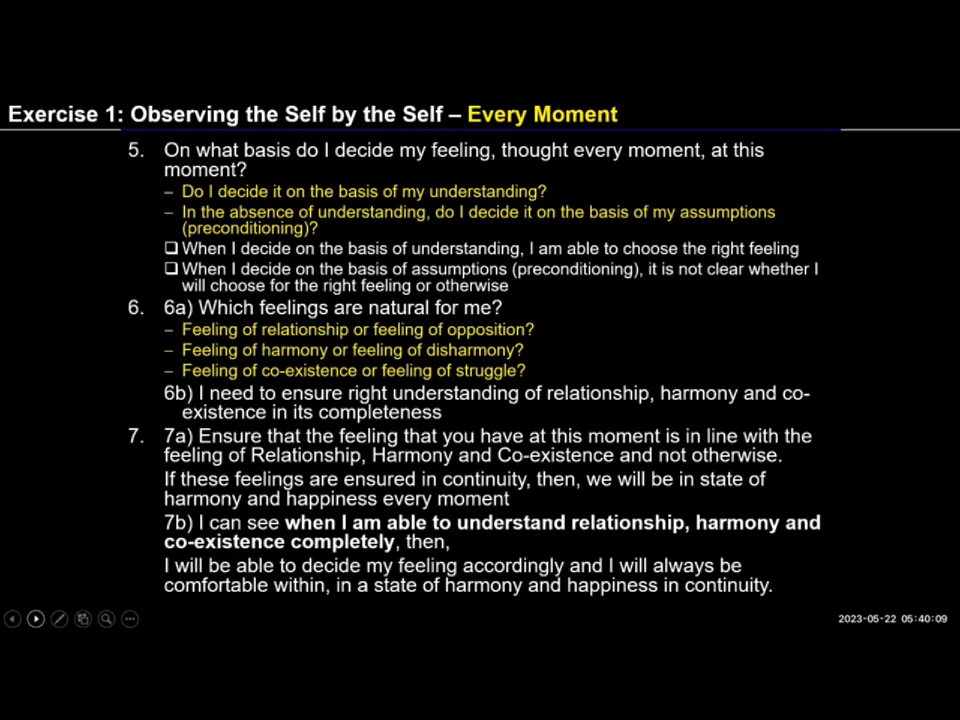 Exercise 1: Observing the Self by the Self – Every Moment
5. On what basis do I decide my feeling, thought every moment, at this
moment?
– Do I decide it on the basis of my understanding?
– In the absence of understanding, do I decide it on the basis of my assumptions
(preconditioning)?
❑ When I decide on the basis of understanding, I am able to choose the right feeling
❑ When I decide on the basis of assumptions (preconditioning), it is not clear whether I
will choose for the right feeling or otherwise
6. 6a) Which feelings are natural for me?
– Feeling of relationship or feeling of opposition?
– Feeling of harmony or feeling of disharmony?
– Feeling of co-existence or feeling of struggle?
6b) I need to ensure right understanding of relationship, harmony and co-
existence in its completeness
7. 7a) Ensure that the feeling that you have at this moment is in line with the
feeling of Relationship, Harmony and Co-existence and not otherwise.
If these feelings are ensured in continuity, then, we will be in state of
harmony and happiness every moment
7b) I can see when I am able to understand relationship, harmony and
co-existence completely, then,
I will be able to decide my feeling accordingly and I will always be
comfortable within, in a state of harmony and happiness in continuity.
2023-05-22 05:40:09